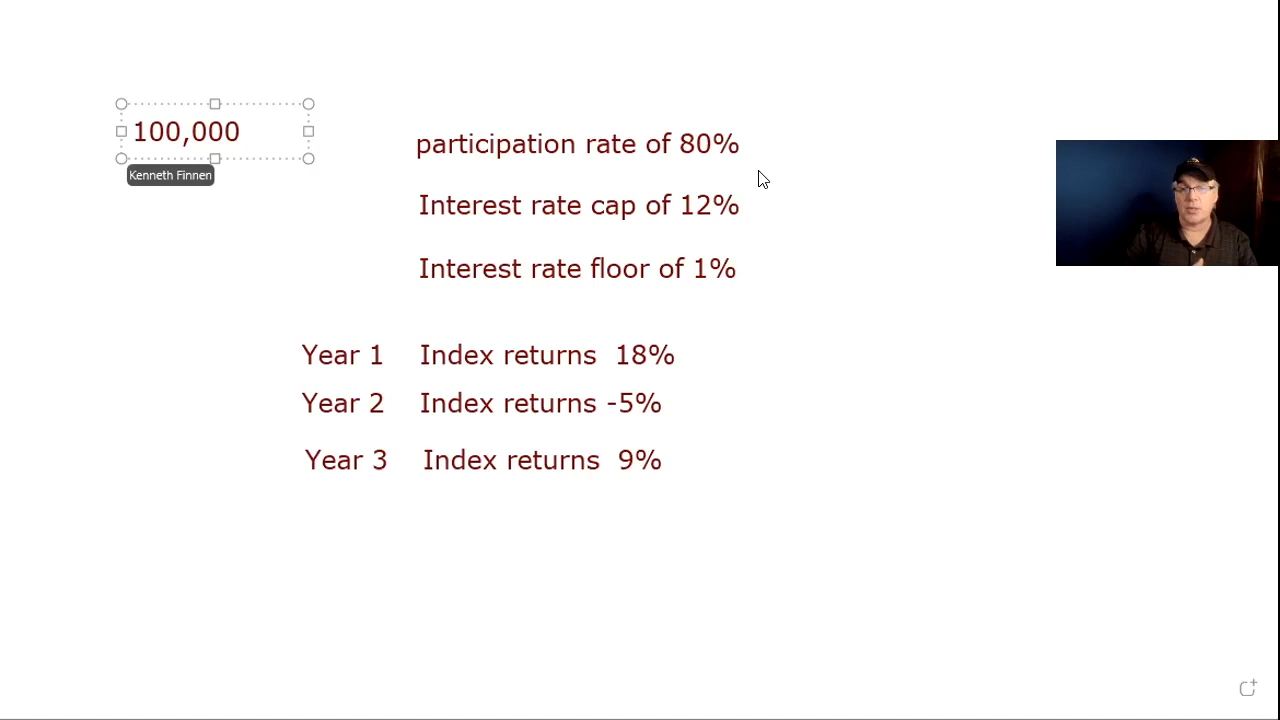 100,000
Kenneth Finnen
participation rate of 80%
Interest rate cap of 12%
Interest rate floor of 1%
Year 1 Index returns 18%
Year 2 Index returns -5%
Year 3 Index returns 9%